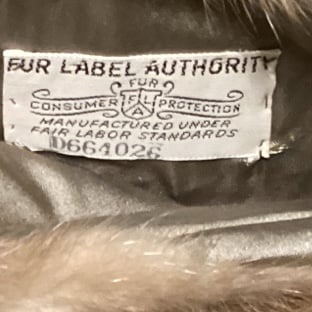 FUR LABEL AUTHORITY
FUR
CONSUMER FLA PROTECTION
MANUFACTURED UNDER
FAIR LABOR STANDARDS
D664026